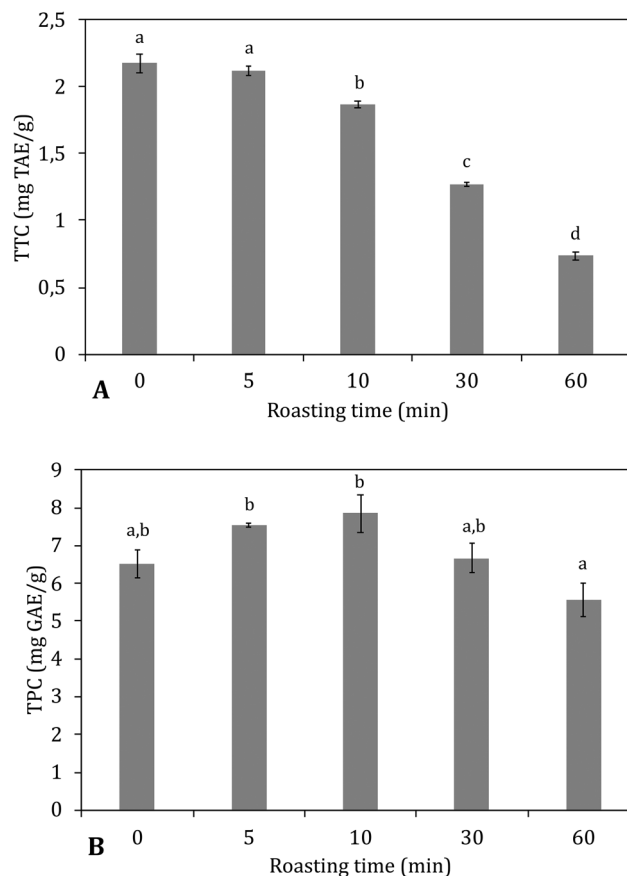 2,5
2
1,5
1
0,5
0
TTC (mg TAE/g)
a
a
b
c
d
0 5 10 30 60
A
Roasting time (min)
9
8
7
6
5
4
3
2
1
0
TPC (mg GAE/g)
a,b
b
b
a,b
a
0 5 10 30 60
B
Roasting time (min)